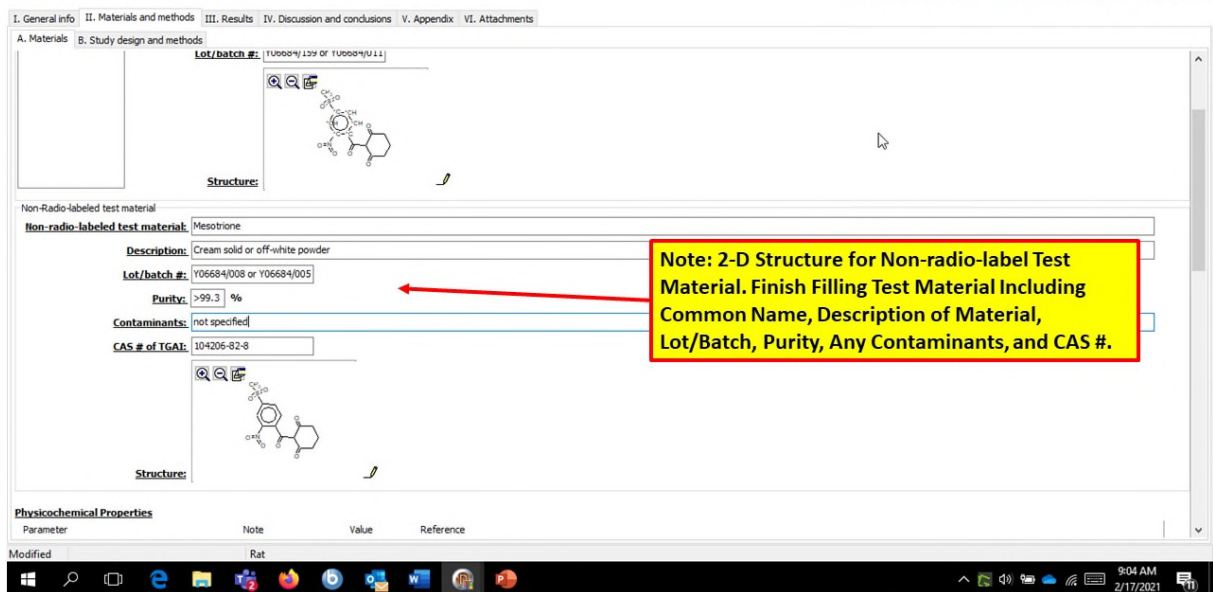 I. General info II. Materials and methods III. Results IV. Discussion and conclusions V. Appendix VI. Attachments
A. Materials B. Study design and methods
Lot/batch #: Y06684/159 or Y06684/011
Structure:
Non-Radio-labeled test material
Non-radio-labeled test material: Mesotrione
Description: Cream solid or off-white powder
Lot/batch #: Y06684/008 or Y06684/005
Purity: >99.3 %
Contaminants: not specified
CAS # of TGAI: 104206-82-8
Structure:
Note: 2-D Structure for Non-radio-label Test
Material. Finish Filling Test Material Including
Common Name, Description of Material,
Lot/Batch, Purity, Any Contaminants, and CAS #.
Physicochemical Properties
Parameter Note Value Reference
Modified Rat
9:04 AM
2/17/2021